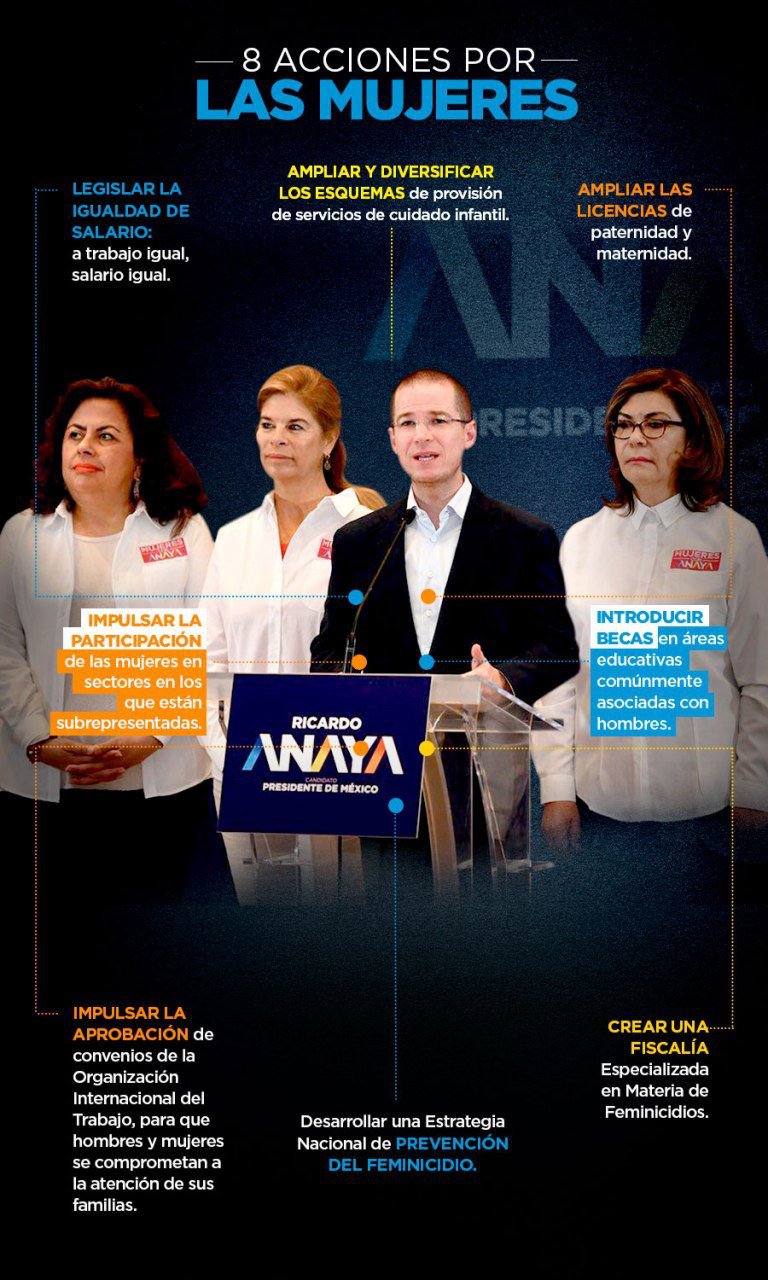 8 ACCIONES POR
LAS MUJERES
LEGISLAR LA
IGUALDAD DE
SALARIO:
a trabajo igual,
salario igual.
AMPLIAR Y DIVERSIFICAR
LOS ESQUEMAS de provisión
de servicios de cuidado infantil.
AMPLIAR LAS
LICENCIAS de
paternidad y
maternidad.
MUJERES
ANAYA
MUJERES
ANAYA
IMPULSAR LA
PARTICIPACIÓN
de las mujeres en
sectores en los
que están
subrepresentadas.
INTRODUCIR
BECAS en áreas
educativas
comúnmente
asociadas con
hombres.
RICARDO
ANAYA
CANDIDATO
PRESIDENTE DE MÉXICO
IMPULSAR LA
APROBACIÓN de
convenios de la
Organización
Internacional del
Trabajo, para que
hombres y mujeres
se comprometan a
la atención de sus
familias.
Desarrollar una Estrategia
Nacional de PREVENCIÓN
DEL FEMINICIDIO.
CREAR UNA
FISCALÍA
Especializada
en Materia de
Feminicidios.